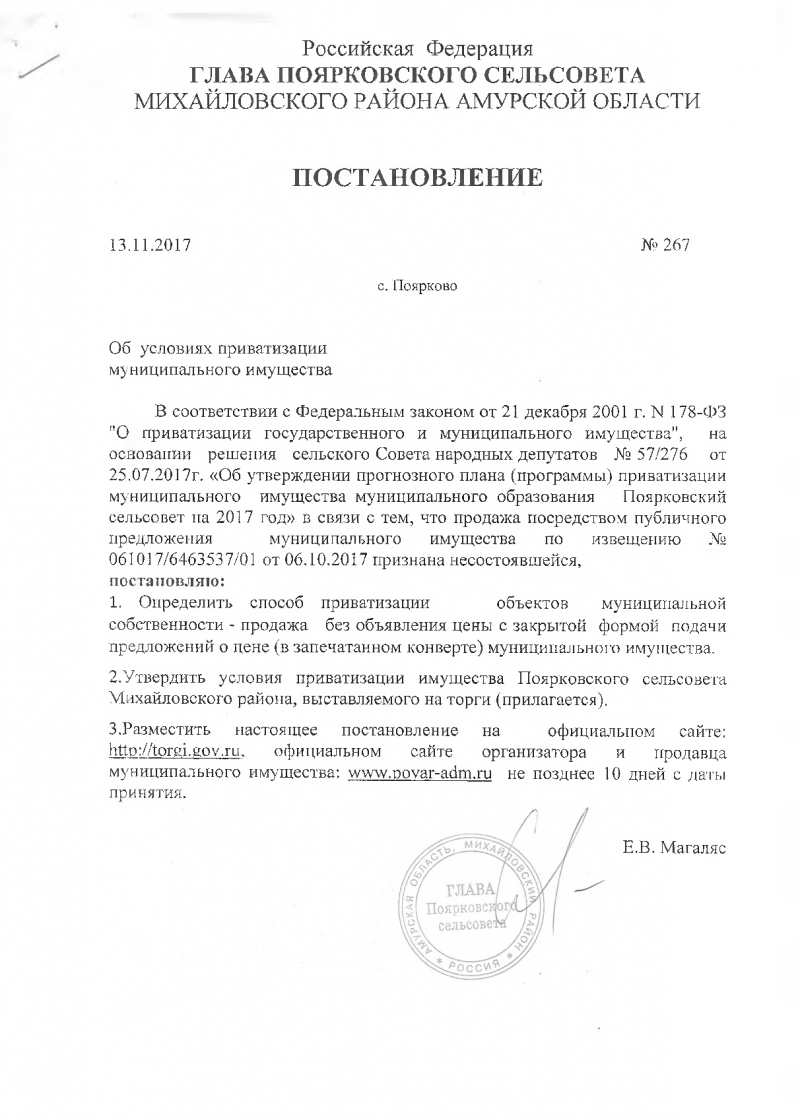 Российская Федерация
ГЛАВА ПОЯРКОВСКОГО СЕЛЬСОВЕТА
МИХАЙЛОВСКОГО РАЙОНА АМУРСКОЙ ОБЛАСТИ
ПОСТАНОВЛЕНИЕ
13.11.2017 № 267
с. Поярково
Об условиях приватизации
муниципального имущества
В соответствии с Федеральным законом от 21 декабря 2001 г. N 178-ФЗ
"О приватизации государственного и муниципального имущества", на
основании решения сельского Совета народных депутатов № 57/276 от
25.07.2017г. «Об утверждении прогнозного плана (программы) приватизации
муниципального имущества муниципального образования Поярковский
сельсовет на 2017 год» в связи с тем, что продажа посредством публичного
предложения муниципального имущества по извещению №
061017/6463537/01 от 06.10.2017 признана несостоявшейся,
постановляю:
1. Определить способ приватизации объектов муниципальной
собственности - продажа без объявления цены с закрытой формой подачи
предложений о цене (в запечатанном конверте) муниципального имущества.
2.Утвердить условия приватизации имущества Поярковского сельсовета
Михайловского района, выставляемого на торги (прилагается).
3.Разместить настоящее постановление на официальном сайте:
http://torgi.gov.ru, официальном сайте организатора и продавца
муниципального имущества: www.poyar-adm.ru не позднее 10 дней с даты
принятия.
Е.В. Магаляс
АМУРСКАЯ ОБЛАСТЬ, МИХАЙЛОВСКИЙ РАЙОН
ГЛАВА
Поярковского
сельсовета
* РОССИЯ *